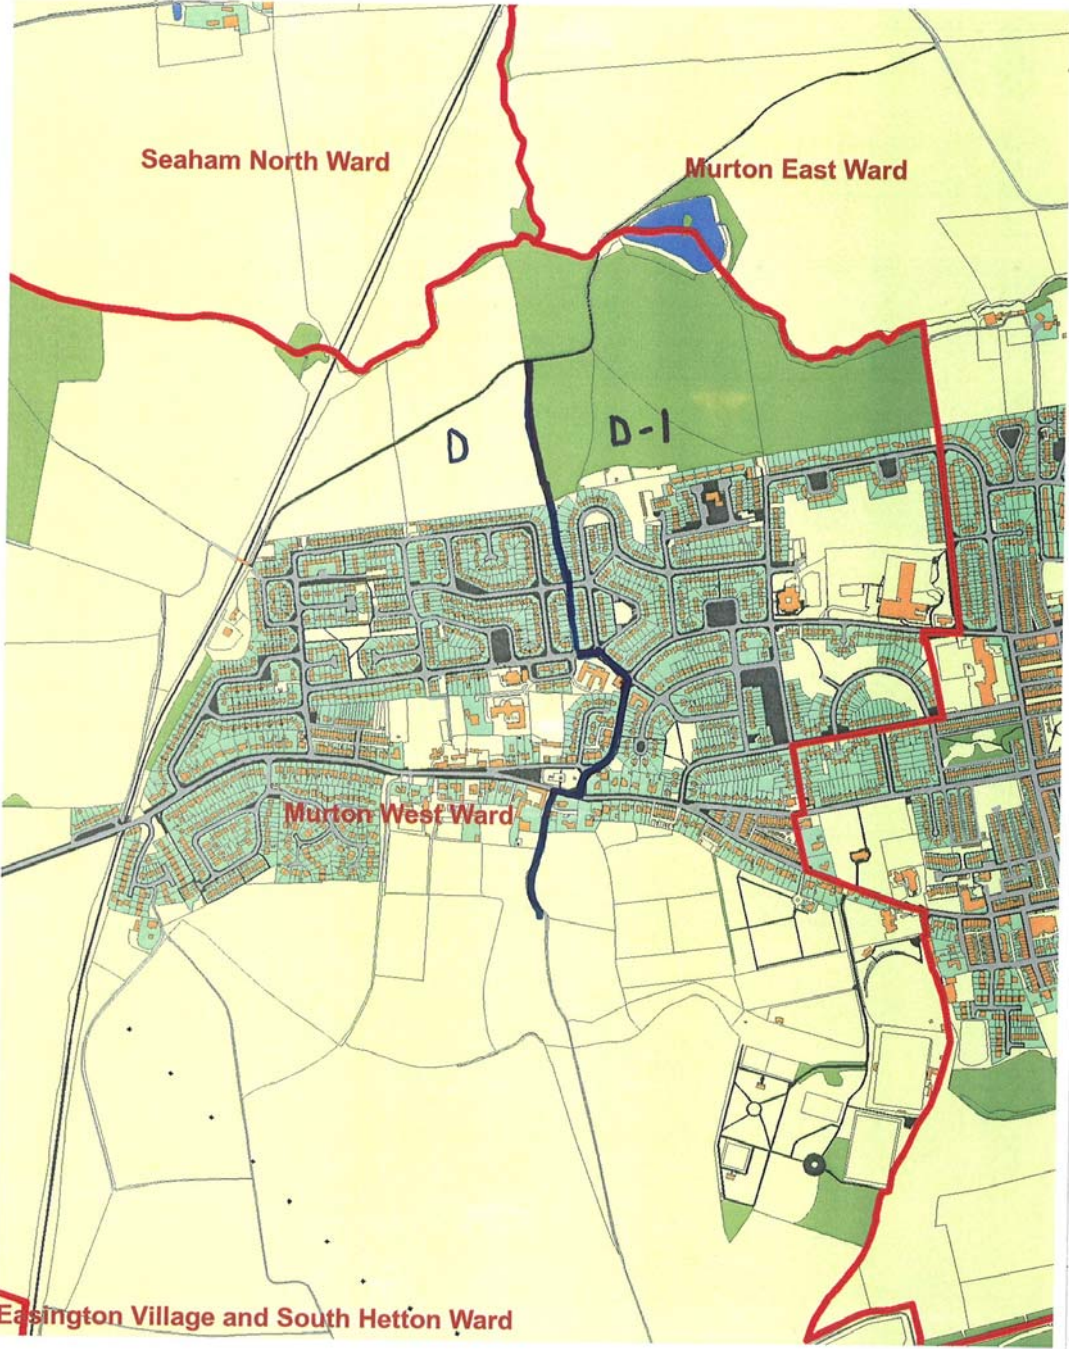 Seaham North Ward
Murton East Ward
D
D-1
Murton West Ward
Easington Village and South Hetton Ward